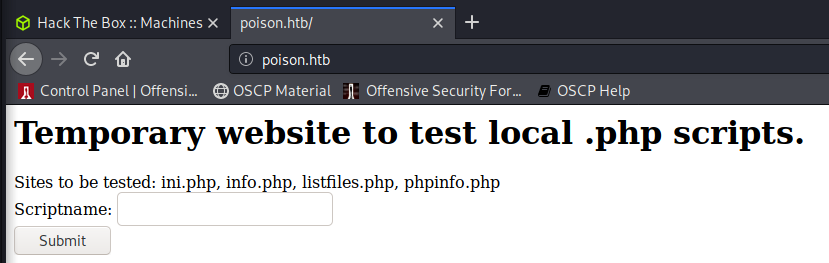 Hack The Box :: Machines
poison.htb/
poison.htb
Control Panel | Offensi...
OSCP Material
Offensive Security For...
OSCP Help
Temporary website to test local .php scripts.
Sites to be tested: ini.php, info.php, listfiles.php, phpinfo.php
Scriptname:
Submit